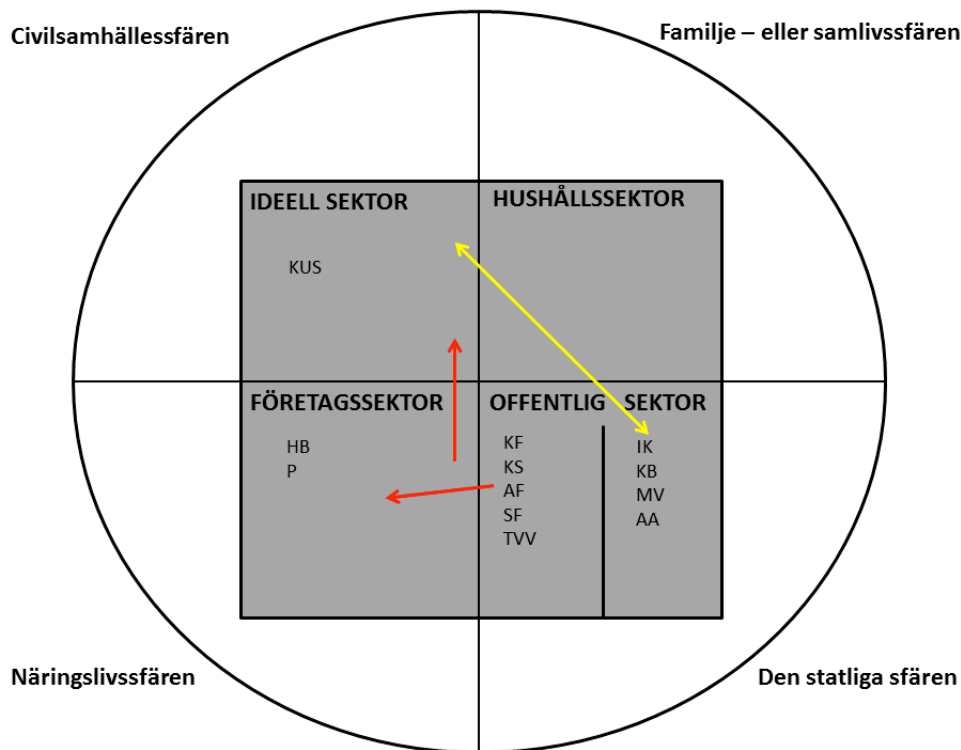 Civilsamhällessfären
Familje – eller samlivssfären
IDEELL SEKTOR
KUS
HUSHÅLLSSEKTOR
FÖRETAGSSEKTOR
HB
P
OFFENTLIG SEKTOR
KF
KS
AF
SF
TVV
IK
KB
MV
AA
Näringslivssfären
Den statliga sfären